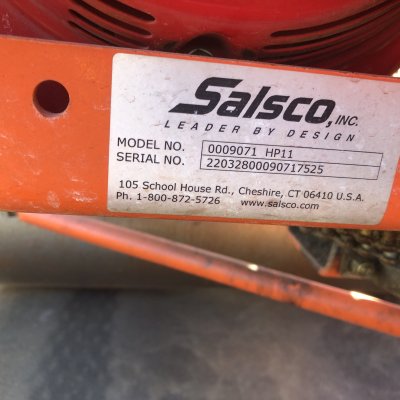 Salsco, INC.
LEADER BY DESIGN
MODEL NO. 0009071 HP11
SERIAL NO. 22032800090717525
105 School House Rd., Cheshire, CT 06410 U.S.A.
Ph. 1-800-872-5726 www.salsco.com